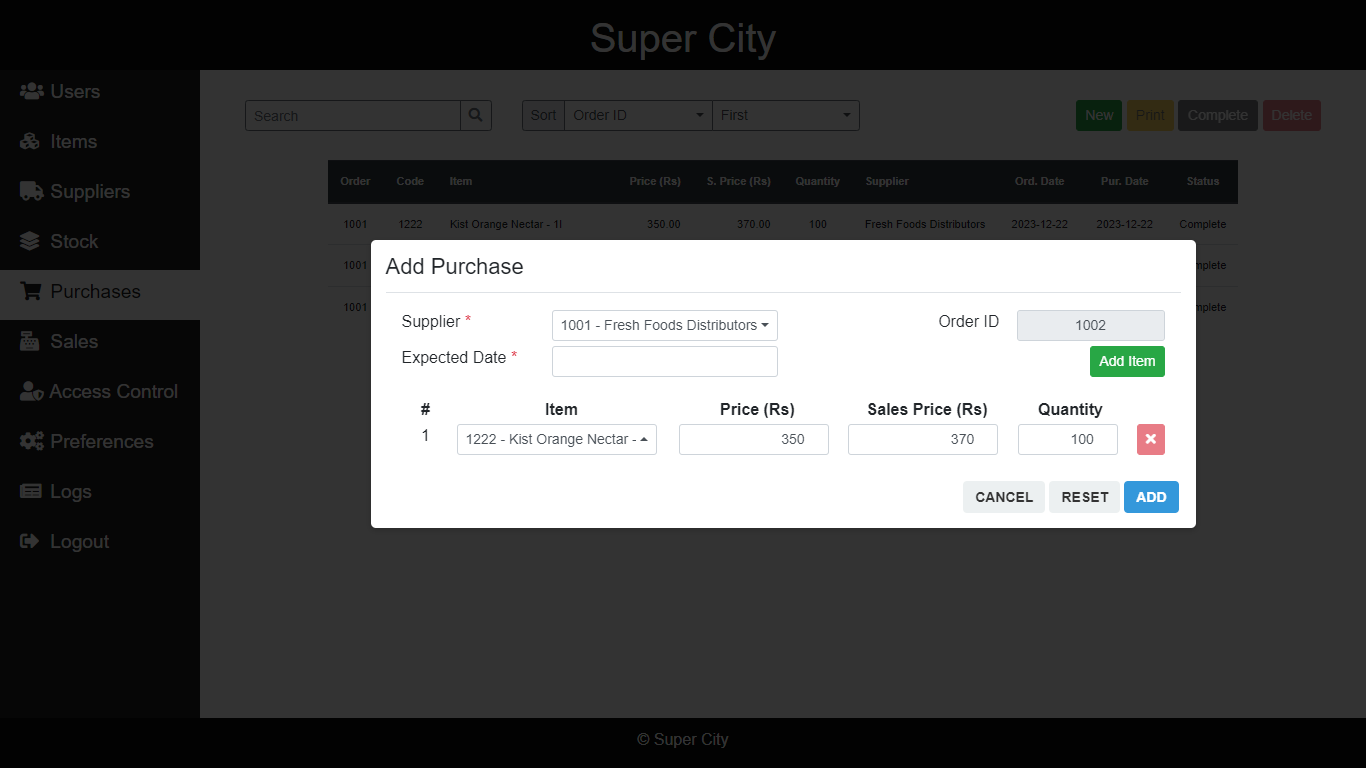 Super City
Users
Items
Suppliers
Stock
Purchases
Sales
Access Control
Preferences
Logs
Logout
Search
Sort Order ID First
New Print Complete Delete
Order Code Item Price (Rs) S. Price (Rs) Quantity Supplier Ord. Date Pur. Date Status
1001 1222 Kist Orange Nectar - 1l 350.00 370.00 100 Fresh Foods Distributors 2023-12-22 2023-12-22 Complete
1001 mplete
1001 mplete
Add Purchase
Supplier * 1001 - Fresh Foods Distributors Order ID 1002
Expected Date * Add Item
# Item Price (Rs) Sales Price (Rs) Quantity
1 1222 - Kist Orange Nectar - 350 370 100
CANCEL RESET ADD
© Super City